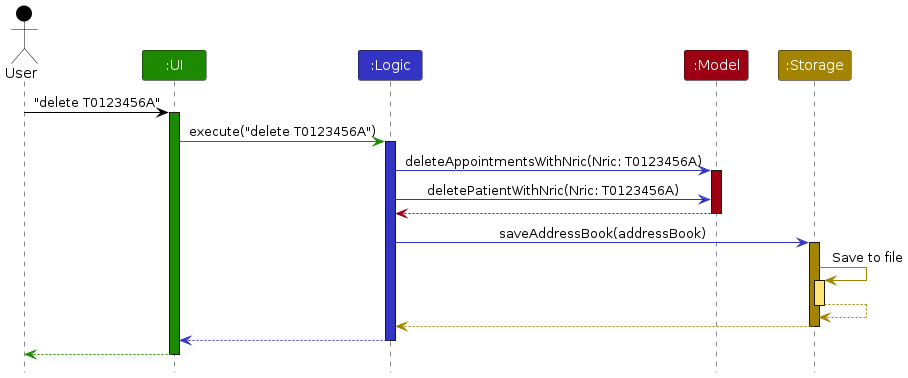 User
:UI
:Logic
:Model
:Storage
"delete T0123456A"
execute("delete T0123456A")
deleteAppointmentsWithNric(Nric: T0123456A)
deletePatientWithNric(Nric: T0123456A)
saveAddressBook(addressBook)
Save to file